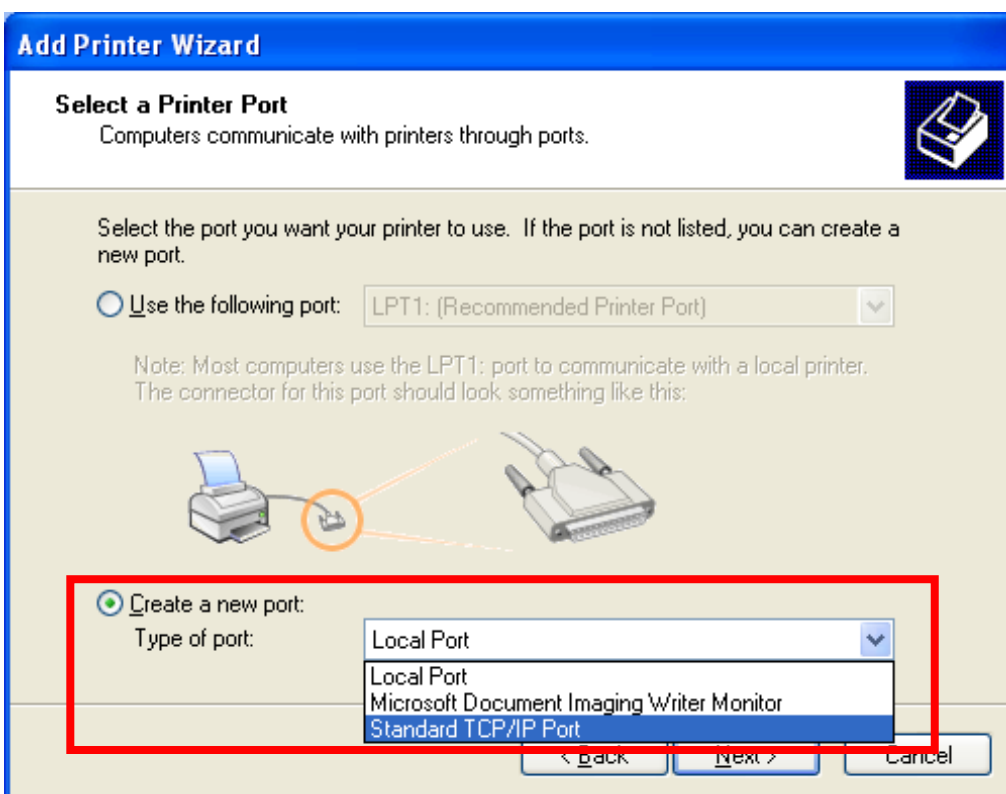 Add Printer Wizard
Select a Printer Port
Computers communicate with printers through ports.
Select the port you want your printer to use. If the port is not listed, you can create a
new port.
Use the following port: LPT1: (Recommended Printer Port)
Note: Most computers use the LPT1: port to communicate with a local printer.
The connector for this port should look something like this:
Create a new port:
Type of port: Local Port
Local Port
Microsoft Document Imaging Writer Monitor
Standard TCP/IP Port
< Back Next > Cancel